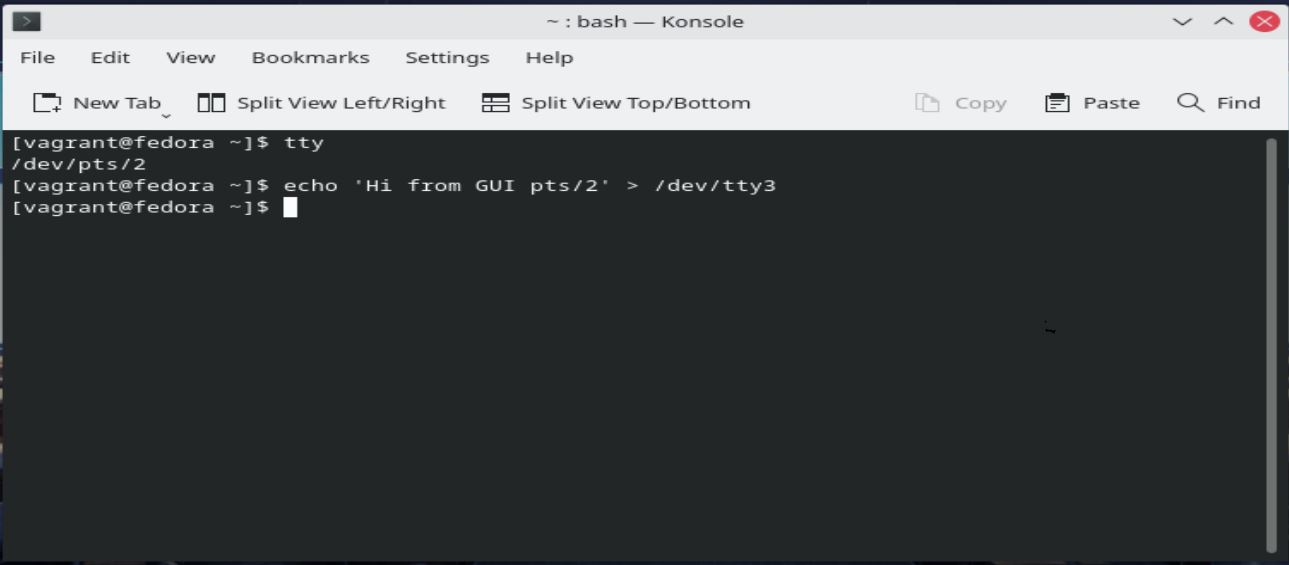 ~ : bash — Konsole
File Edit View Bookmarks Settings Help
New Tab Split View Left/Right Split View Top/Bottom Copy Paste Find
[vagrant@fedora ~]$ tty
/dev/pts/2
[vagrant@fedora ~]$ echo 'Hi from GUI pts/2' > /dev/tty3
[vagrant@fedora ~]$